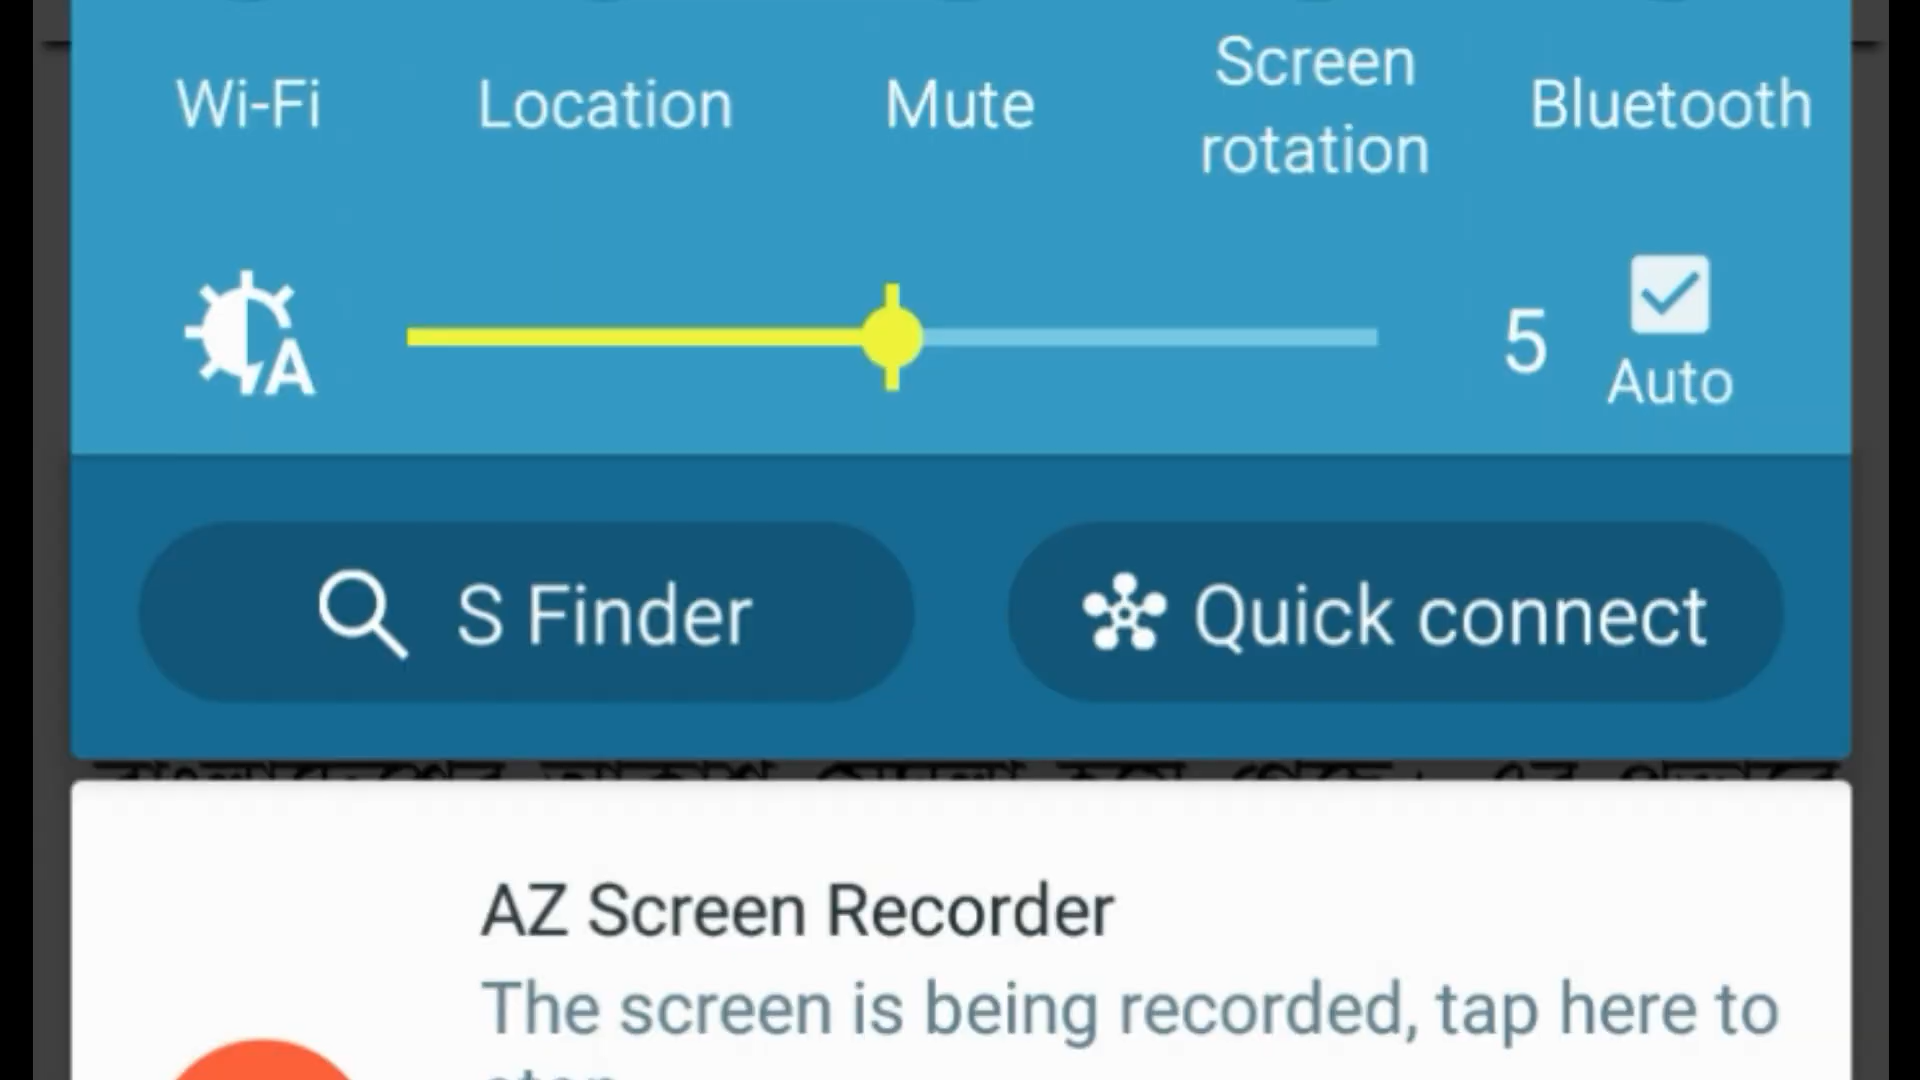 Wi-Fi
Location
Mute
Screen
rotation
Bluetooth
A
5
Auto
S Finder
Quick connect
AZ Screen Recorder
The screen is being recorded, tap here to
stop